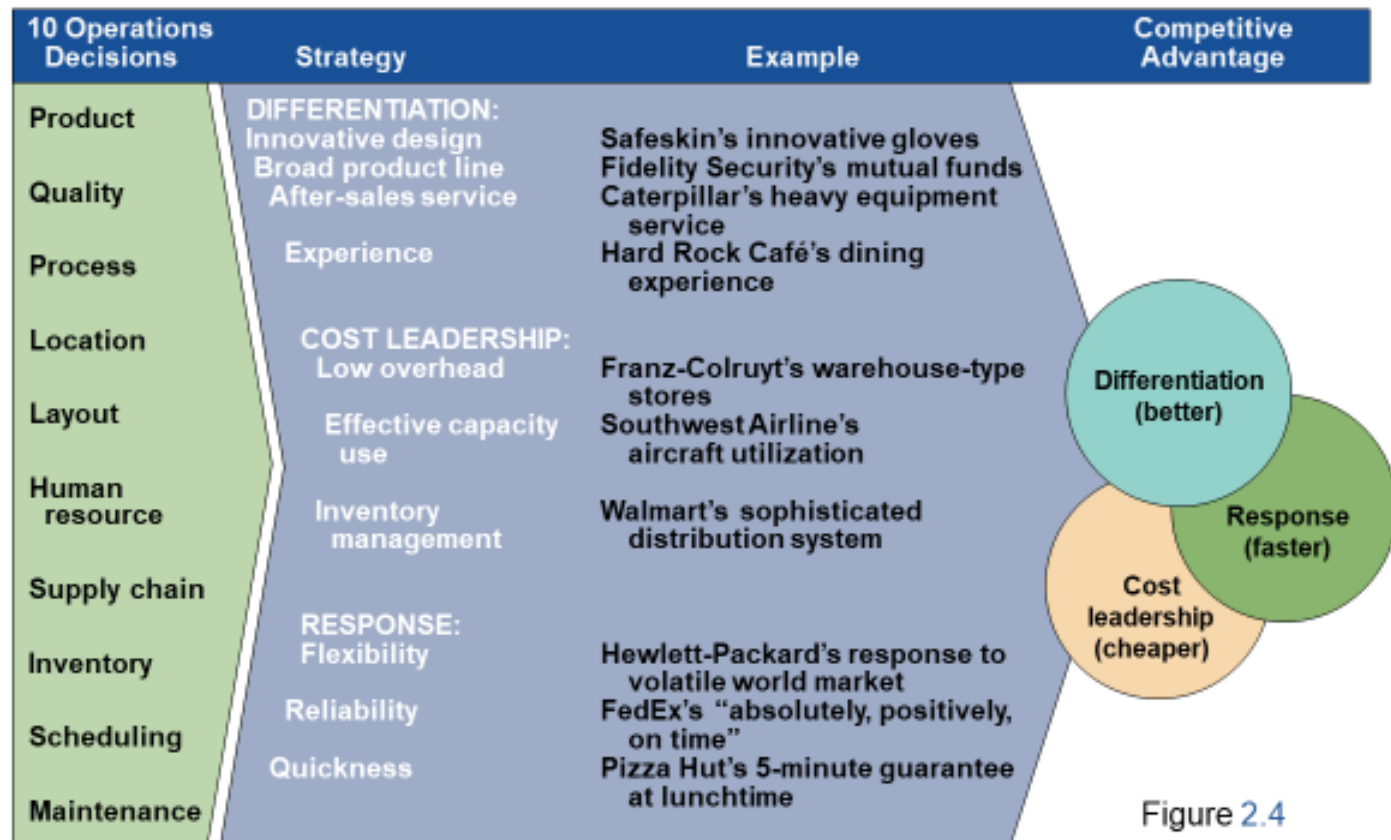 10 Operations
Decisions
Strategy
Example
Competitive
Advantage
Product
Quality
Process
Location
Layout
Human
resource
Supply chain
Inventory
Scheduling
Maintenance
DIFFERENTIATION:
Innovative design
Safeskin's innovative gloves
Broad product line
Fidelity Security's mutual funds
After-sales service
Caterpillar's heavy equipment
service
Experience
Hard Rock Café's dining
experience
COST LEADERSHIP:
Low overhead
Franz-Colruyt's warehouse-type
stores
Effective capacity
use
Southwest Airline's
aircraft utilization
Inventory
management
Walmart's sophisticated
distribution system
RESPONSE:
Flexibility
Hewlett-Packard's response to
volatile world market
Reliability
FedEx's “absolutely, positively,
on time”
Quickness
Pizza Hut's 5-minute guarantee
at lunchtime
Differentiation
(better)
Response
(faster)
Cost
leadership
(cheaper)
Figure 2.4